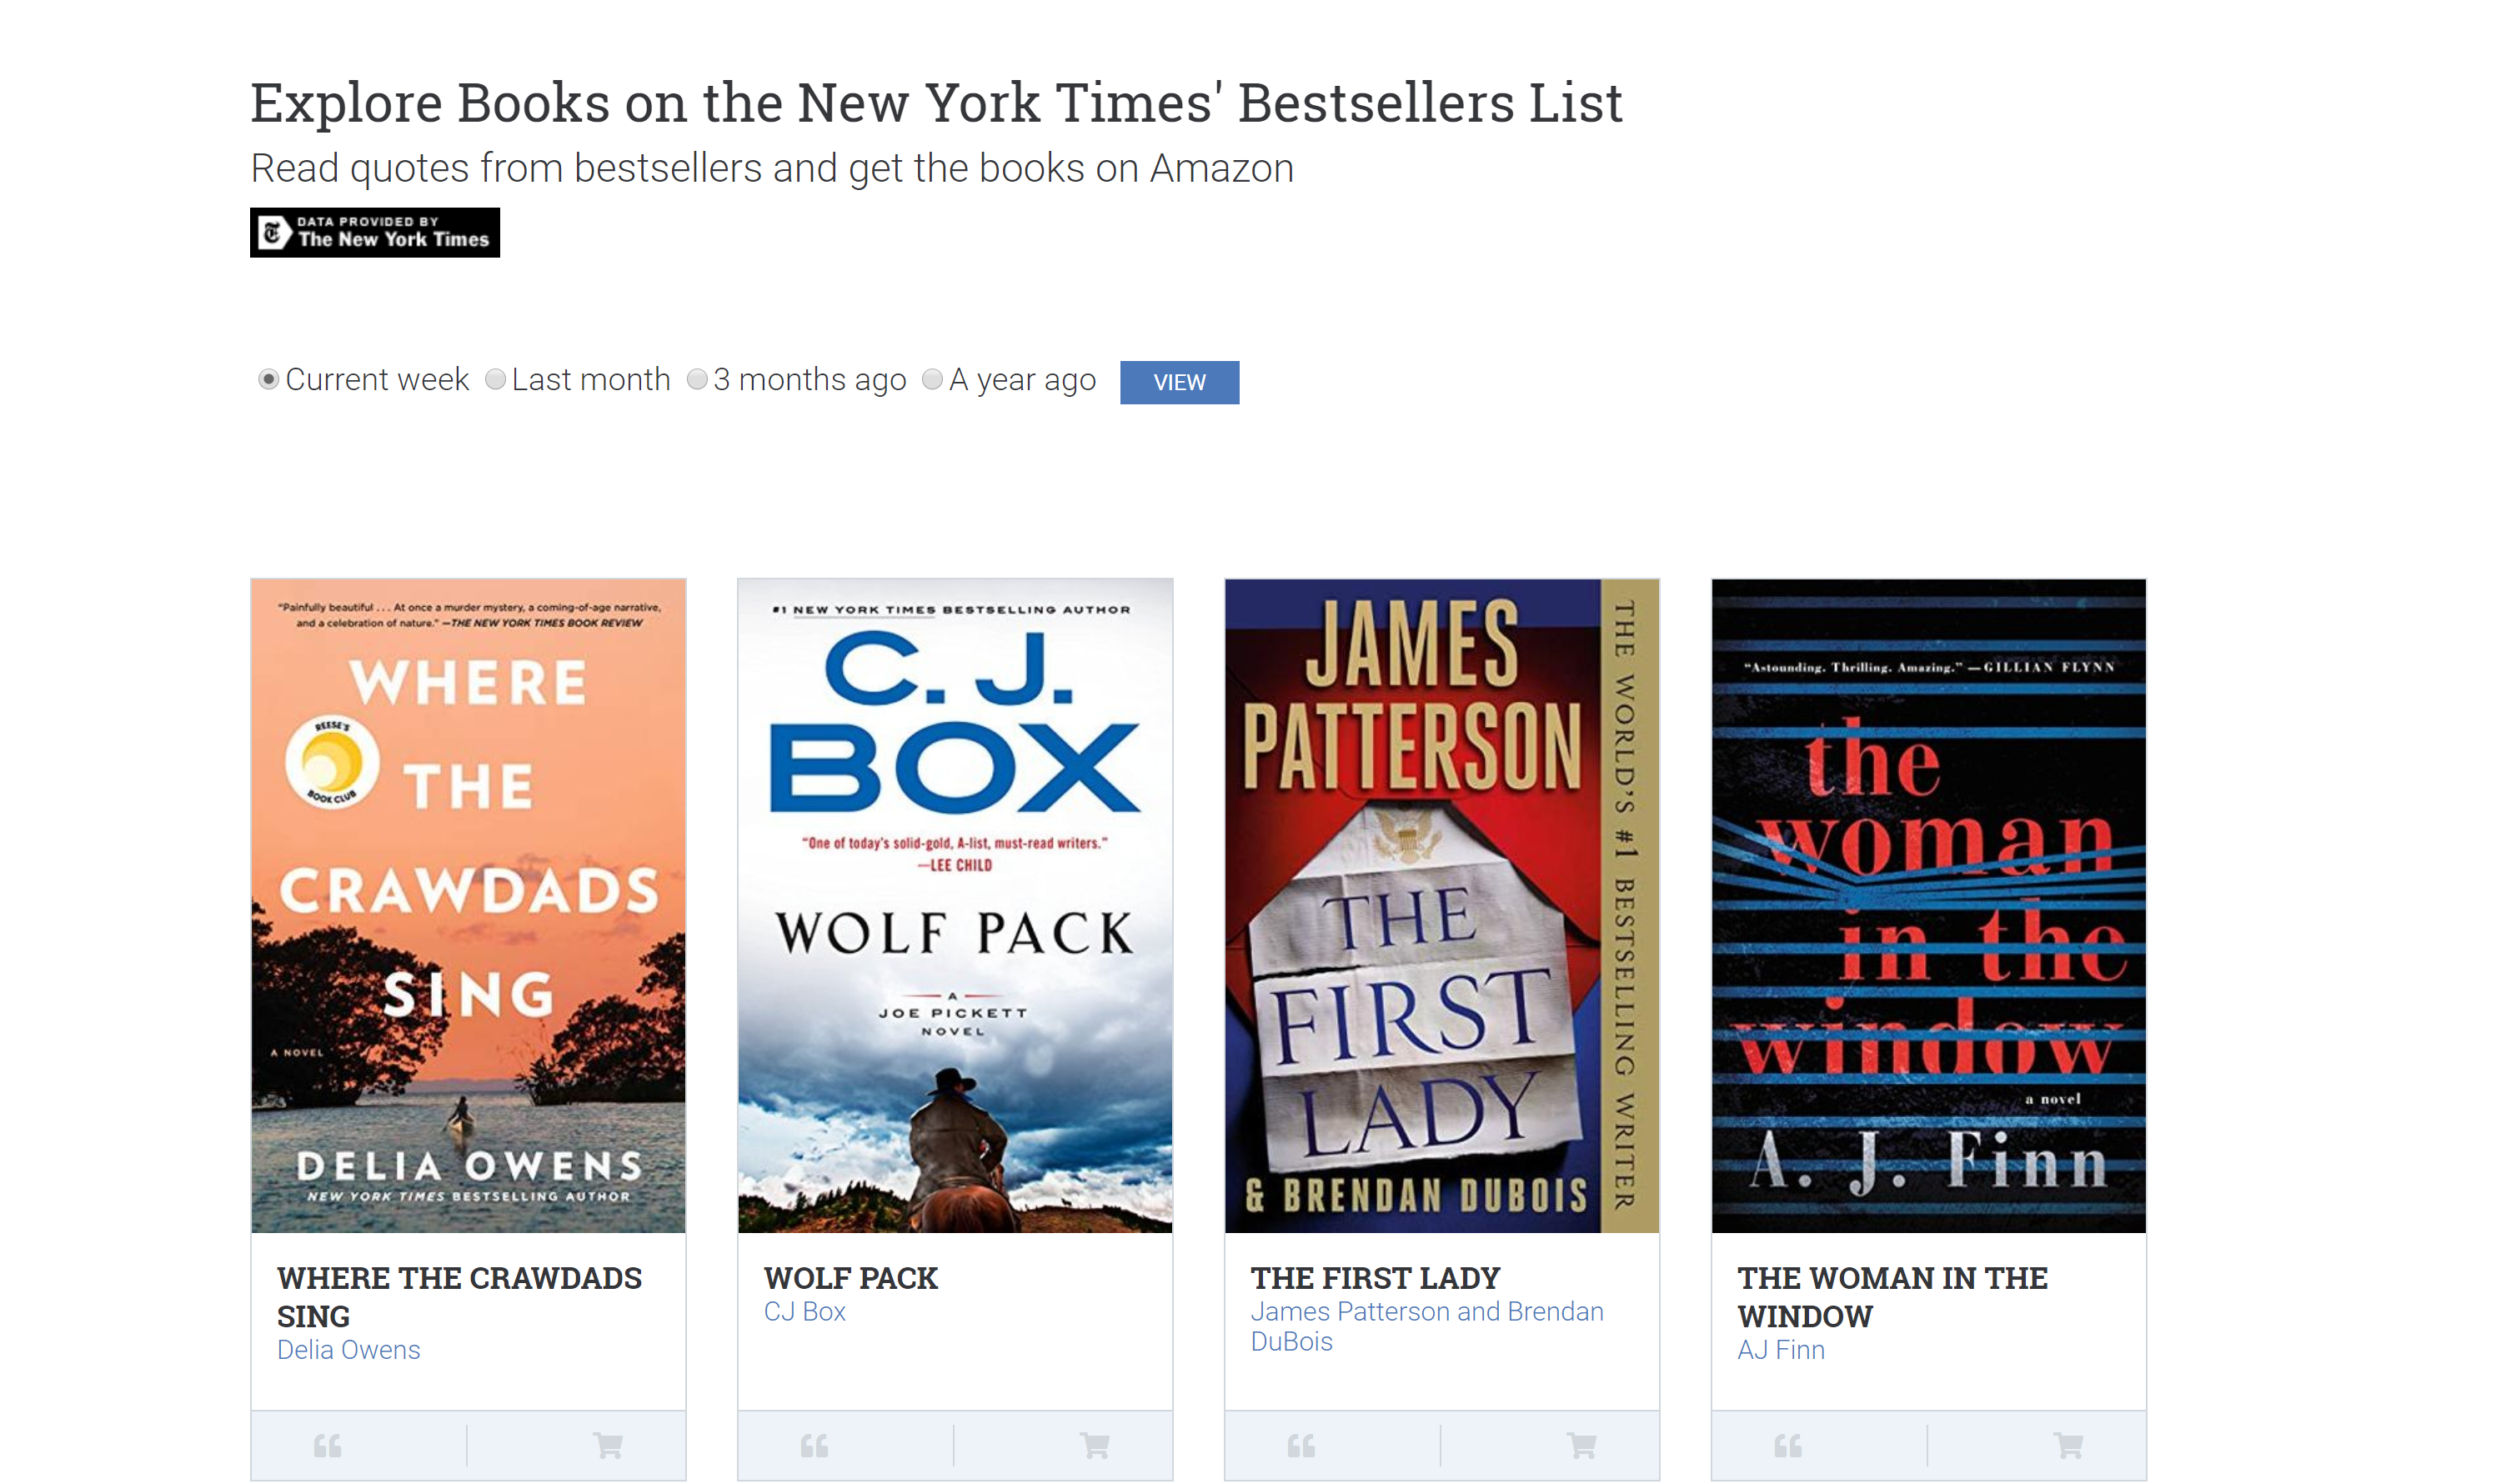 Explore Books on the New York Times' Bestsellers List
Read quotes from bestsellers and get the books on Amazon
DATA PROVIDED BY
The New York Times
Current week Last month 3 months ago A year ago VIEW
"Painfully beautiful . . . At once a murder mystery, a coming-of-age narrative,
and a celebration of nature." —THE NEW YORK TIMES BOOK REVIEW
WHERE
REESE'S
BOOK CLUB
THE
CRAWDADS
SING
A NOVEL
DELIA OWENS
NEW YORK TIMES BESTSELLING AUTHOR
WHERE THE CRAWDADS
SING
Delia Owens
#1 NEW YORK TIMES BESTSELLING AUTHOR
C. J.
BOX
"One of today's solid-gold, A-list, must-read writers."
—LEE CHILD
WOLF PACK
A
JOE PICKETT
NOVEL
WOLF PACK
CJ Box
JAMES
PATTERSON
THE
FIRST
LADY
& BRENDAN DUBOIS
THE WORLD'S #1 BESTSELLING WRITER
THE FIRST LADY
James Patterson and Brendan
DuBois
"Astounding. Thrilling. Amazing." —GILLIAN FLYNN
the
woman
in the
window
a novel
A. J. Finn
THE WOMAN IN THE
WINDOW
AJ Finn